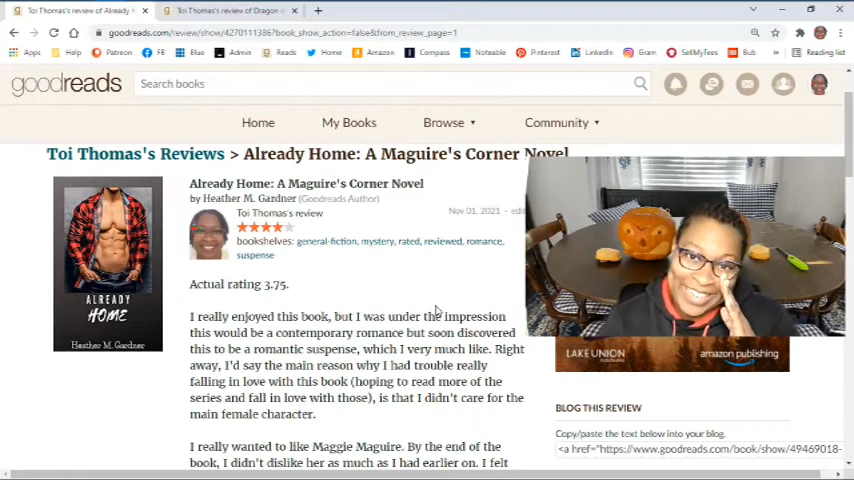 Toi Thomas's review of Already H
Toi Thomas's review of Dragon o
goodreads.com/review/show/4270111386?book_show_action=false&from_review_page=1
Apps
Yahoo
Patreon
FB
Blue
Admin
Reads
Home
Amazon
Compass
Noteable
Pinterest
LinkedIn
Gram
SellMyTees
Bub
Reading list
goodreads
Search books
Home
My Books
Browse
Community
Toi Thomas's Reviews > Already Home: A Maguire's Corner Novel
Already Home: A Maguire's Corner Novel
by Heather M. Gardner (Goodreads Author)
Toi Thomas's review
Nov 01, 2021 · edi
bookshelves: general-fiction, mystery, rated, reviewed, romance,
suspense
ALREADY
HOME
Heather M. Gardner
Actual rating 3.75.
I really enjoyed this book, but I was under the impression
this would be a contemporary romance but soon discovered
this to be a romantic suspense, which I very much like. Right
away, I'd say the main reason why I had trouble really
falling in love with this book (hoping to read more of the
series and fall in love with those), is that I didn't care for the
main female character.
I really wanted to like Maggie Maguire. By the end of the
book, I didn't dislike her as much as I had earlier on. I felt
LAKE UNION
PUBLISHING
amazon publishing
BLOG THIS REVIEW
Copy/paste the text below into your blog.
<a href="https://www.goodreads.com/book/show/49469018-